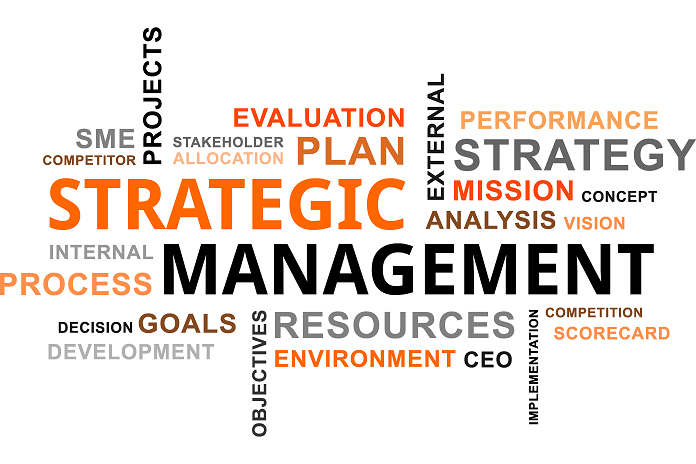 PROJECTS
EVALUATION
EXTERNAL
PERFORMANCE
SME
STAKEHOLDER
PLAN
STRATEGY
COMPETITOR
ALLOCATION
STRATEGIC
MISSION
CONCEPT
ANALYSIS
VISION
INTERNAL
MANAGEMENT
PROCESS
DECISION
GOALS
OBJECTIVES
RESOURCES
IMPLEMENTATION
COMPETITION
SCORECARD
DEVELOPMENT
ENVIRONMENT
CEO